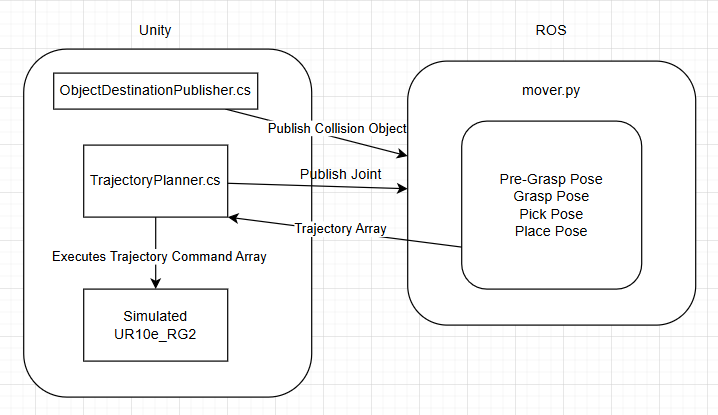 Unity
ROS
ObjectDestinationPublisher.cs
mover.py
Publish Collision Object
TrajectoryPlanner.cs
Publish Joint
Pre-Grasp Pose
Grasp Pose
Pick Pose
Place Pose
Trajectory Array
Executes Trajectory Command Array
Simulated
UR10e_RG2